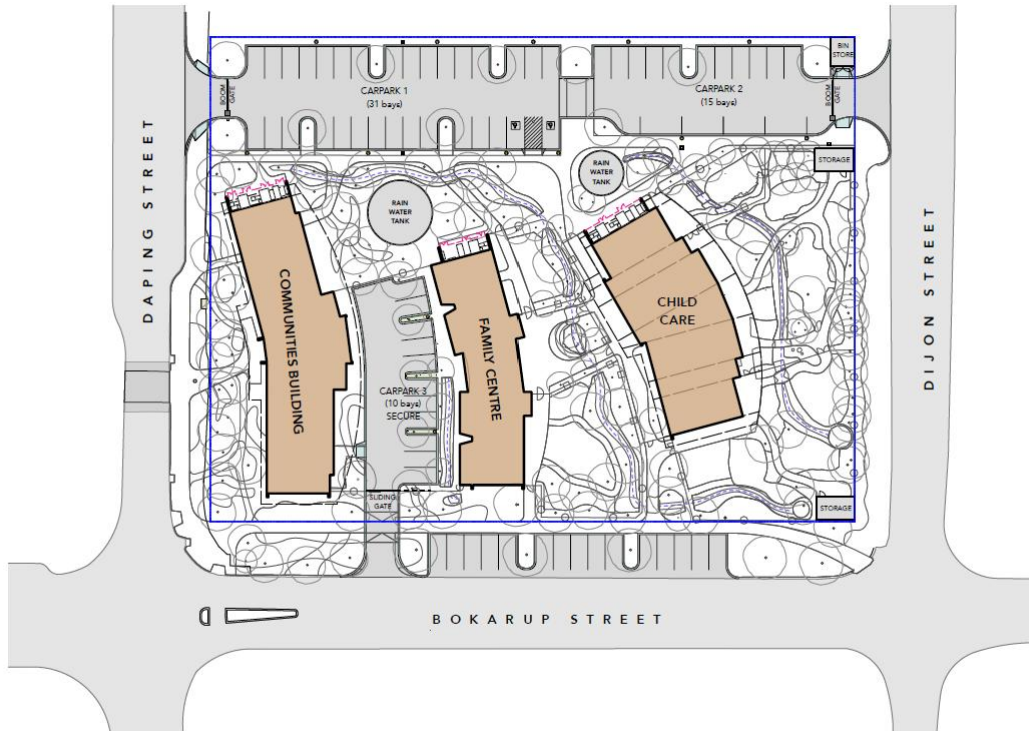 BIN
STORE
CARPARK 1
(31 bays)
CARPARK 2
(15 bays)
BOOM
GATE
BOOM
GATE
STORAGE
RAIN
WATER
TANK
RAIN
WATER
TANK
DAPING STREET
DIJON STREET
COMMUNITIES BUILDING
FAMILY CENTRE
CHILD
CARE
CARPARK 3
(10 bays)
SECURE
SLIDING
GATE
STORAGE
BOKARUP STREET